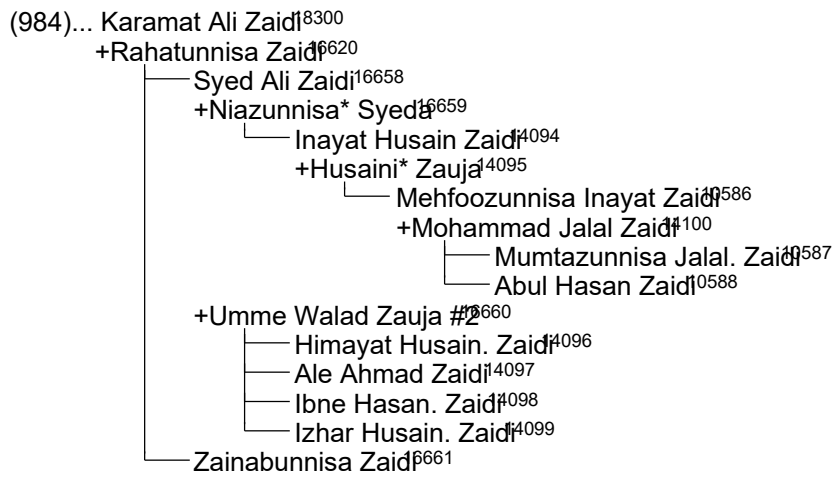 (984)... Karamat Ali Zaidi18300
+Rahatunnisa Zaidi16620
Syed Ali Zaidi16658
+Niazunnisa* Syeda16659
Inayat Husain Zaidi14094
+Husaini* Zauja14095
Mehfoozunnisa Inayat Zaidi10586
+Mohammad Jalal Zaidi14100
Mumtazunnisa Jalal. Zaidi10587
Abul Hasan Zaidi10588
+Umme Walad Zauja #216660
Himayat Husain. Zaidi14096
Ale Ahmad Zaidi14097
Ibne Hasan. Zaidi14098
Izhar Husain. Zaidi14099
Zainabunnisa Zaidi16661